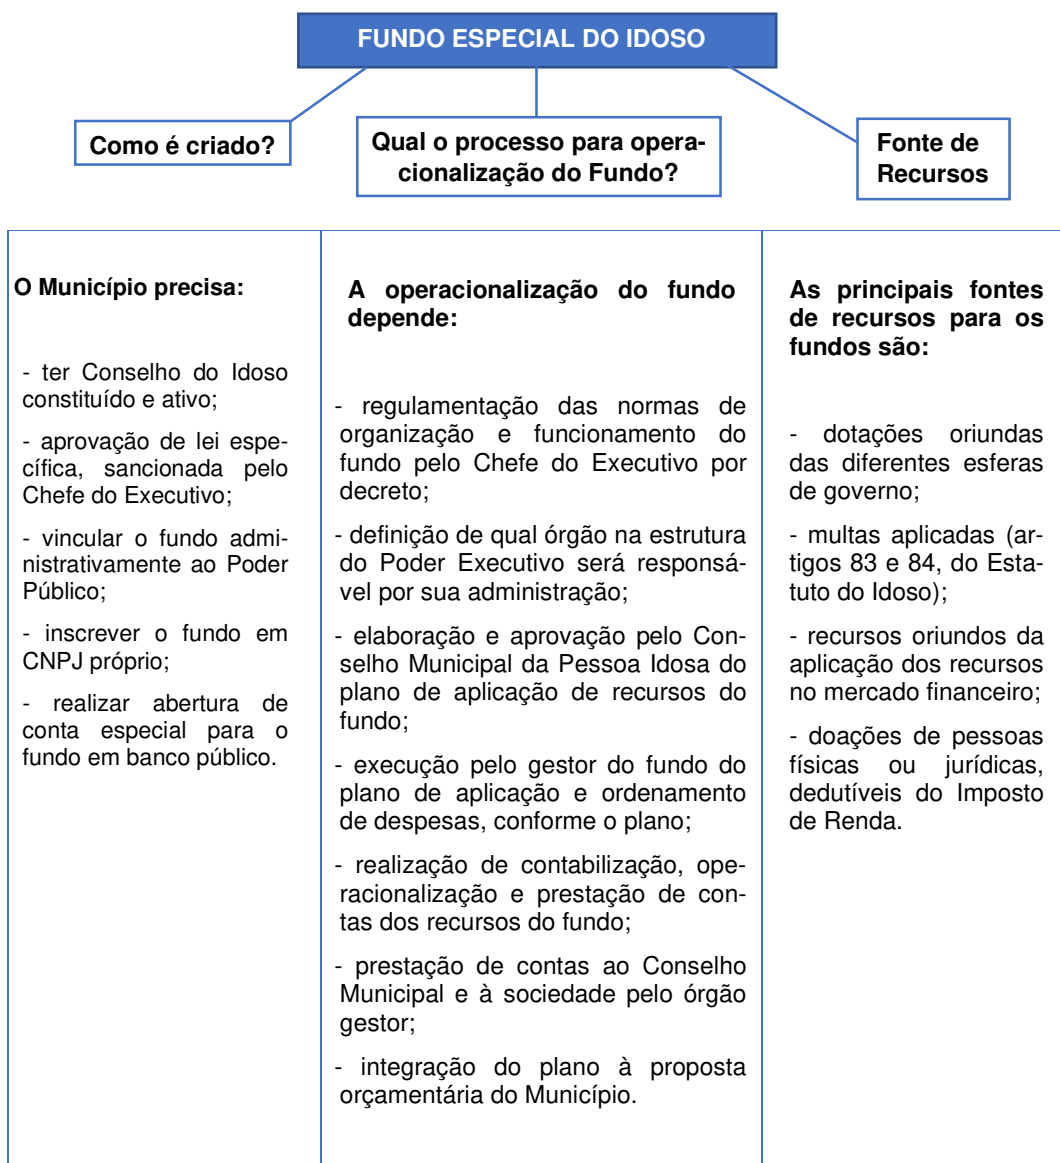 FUNDO ESPECIAL DO IDOSO
Como é criado?
Qual o processo para opera-
cionalização do Fundo?
Fonte de
Recursos
O Município precisa:
- ter Conselho do Idoso
constituído e ativo;
- aprovação de lei espe-
cífica, sancionada pelo
Chefe do Executivo;
- vincular o fundo admi-
nistrativamente ao Poder
Público;
- inscrever o fundo em
CNPJ próprio;
- realizar abertura de
conta especial para o
fundo em banco público.
A operacionalização do fundo
depende:
- regulamentação das normas de
organização e funcionamento do
fundo pelo Chefe do Executivo por
decreto;
- definição de qual órgão na estrutura
do Poder Executivo será responsá-
vel por sua administração;
- elaboração e aprovação pelo Con-
selho Municipal da Pessoa Idosa do
plano de aplicação de recursos do
fundo;
- execução pelo gestor do fundo do
plano de aplicação e ordenamento
de despesas, conforme o plano;
- realização de contabilização, ope-
racionalização e prestação de con-
tas dos recursos do fundo;
- prestação de contas ao Conselho
Municipal e à sociedade pelo órgão
gestor;
- integração do plano à proposta
orçamentária do Município.
As principais fontes
de recursos para os
fundos são:
- dotações oriundas
das diferentes esferas
de governo;
- multas aplicadas (ar-
tigos 83 e 84, do Esta-
tuto do Idoso);
- recursos oriundos da
aplicação dos recursos
no mercado financeiro;
- doações de pessoas
físicas ou jurídicas,
dedutíveis do Imposto
de Renda.